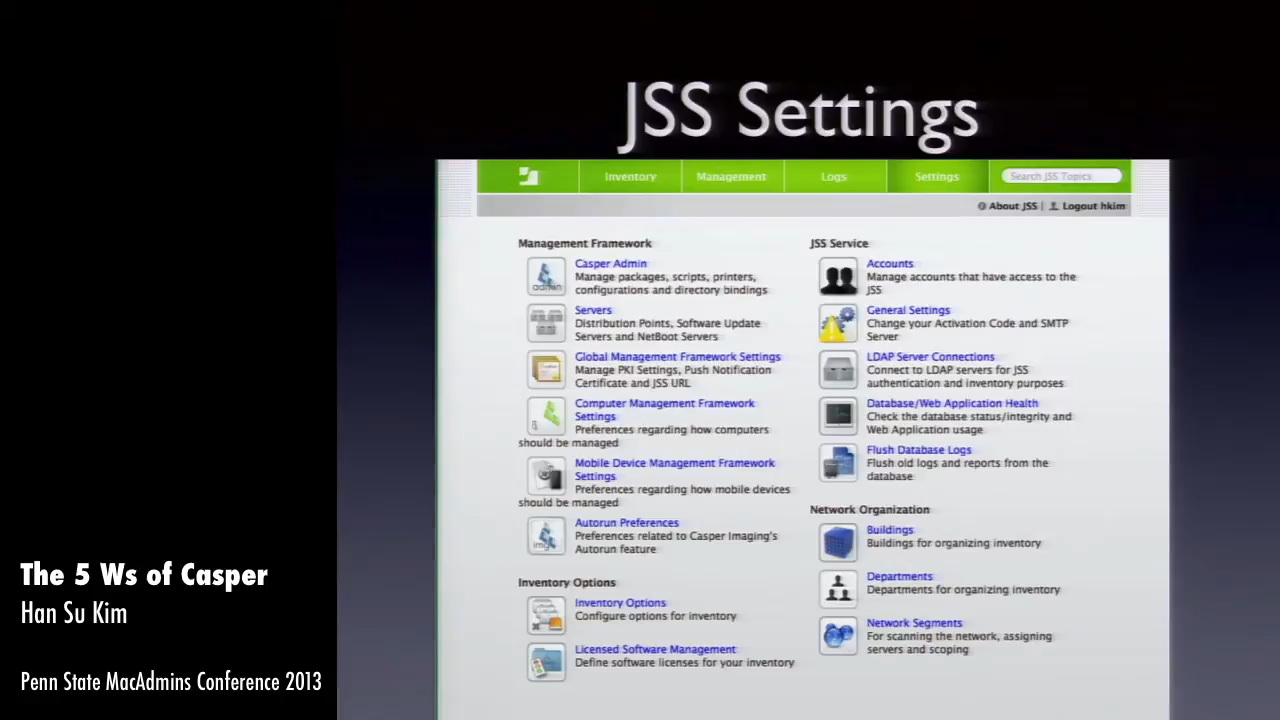 JSS Settings
Inventory
Management
Logs
Settings
Search JSS Topics
About JSS |
Logout hkim
Management Framework
Casper Admin
Manage packages, scripts, printers,
configurations and directory bindings
Servers
Distribution Points, Software Update
Servers and NetBoot Servers
Global Management Framework Settings
Manage PKI Settings, Push Notification
Certificate and JSS URL
Computer Management Framework
Settings
Preferences regarding how computers
should be managed
Mobile Device Management Framework
Settings
Preferences regarding how mobile devices
should be managed
Autorun Preferences
Preferences related to Casper Imaging's
Autorun feature
Inventory Options
Inventory Options
Configure options for inventory
Licensed Software Management
Define software licenses for your inventory
JSS Service
Accounts
Manage accounts that have access to the
JSS
General Settings
Change your Activation Code and SMTP
Server
LDAP Server Connections
Connect to LDAP servers for JSS
authentication and inventory purposes
Database/Web Application Health
Check the database status/integrity and
Web Application usage
Flush Database Logs
Flush old logs and reports from the
database
Network Organization
Buildings
Buildings for organizing inventory
Departments
Departments for organizing inventory
Network Segments
For scanning the network, assigning
servers and scoping
The 5 Ws of Casper
Han Su Kim
Penn State MacAdmins Conference 2013